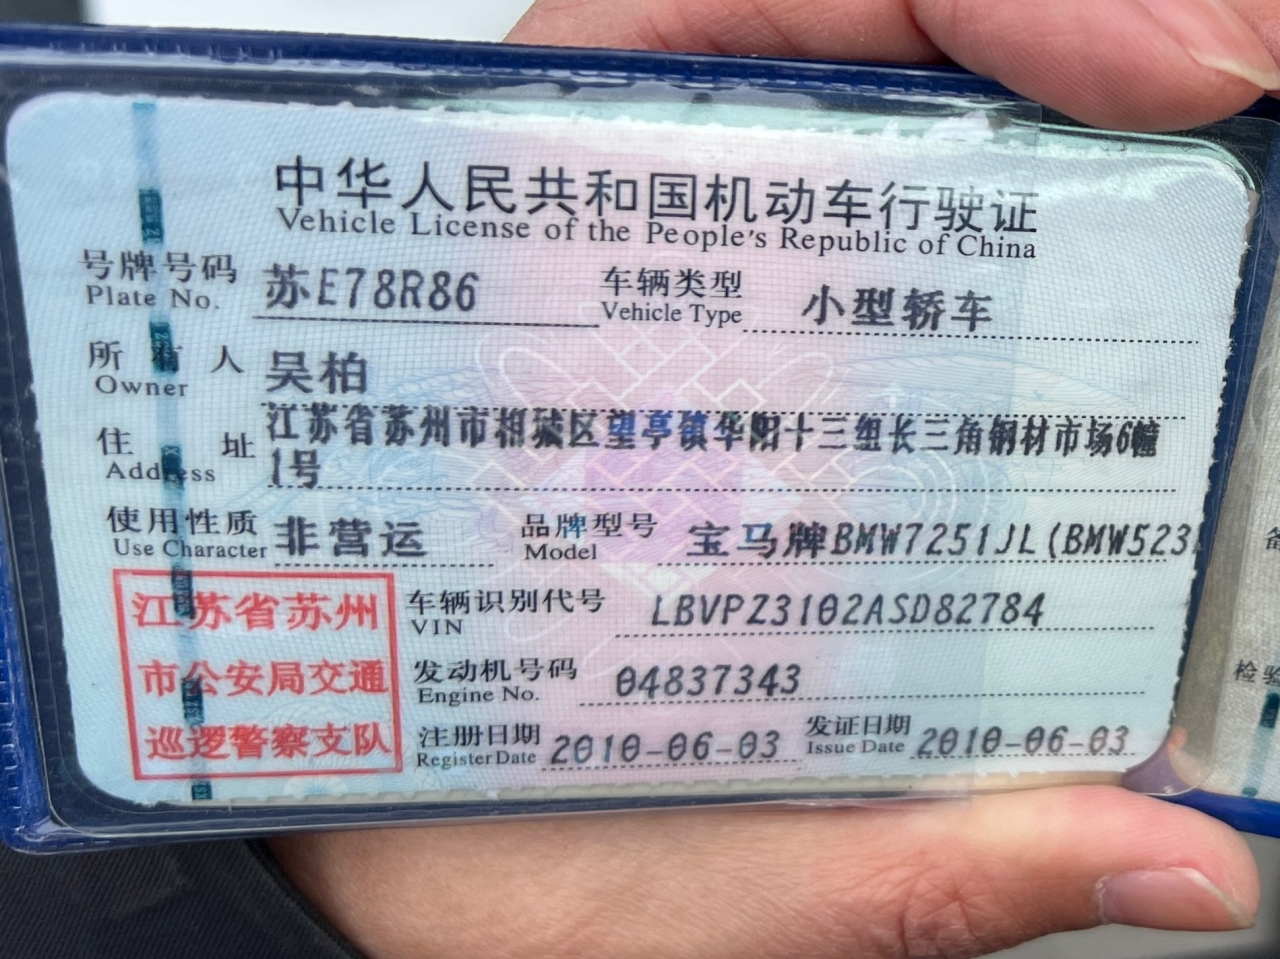 中华人民共和国机动车行驶证
Vehicle License of the People's Republic of China
号牌号码 苏E78R86 车辆类型 小型轿车
Plate No. Vehicle Type
所有人 吴柏
Owner
住址 江苏省苏州市相城区望亭镇华阳十三组长三角钢材市场6幢
Address 1号
使用性质 非营运 品牌型号 宝马牌BMW7251JL(BMW523
Use Character Model
江苏省苏州
市公安局交通
巡逻警察支队
车辆识别代号 LBVPZ3102ASD82784
VIN
发动机号码 04837343
Engine No.
注册日期 2010-06-03 发证日期 2010-06-03
Register Date Issue Date
检验